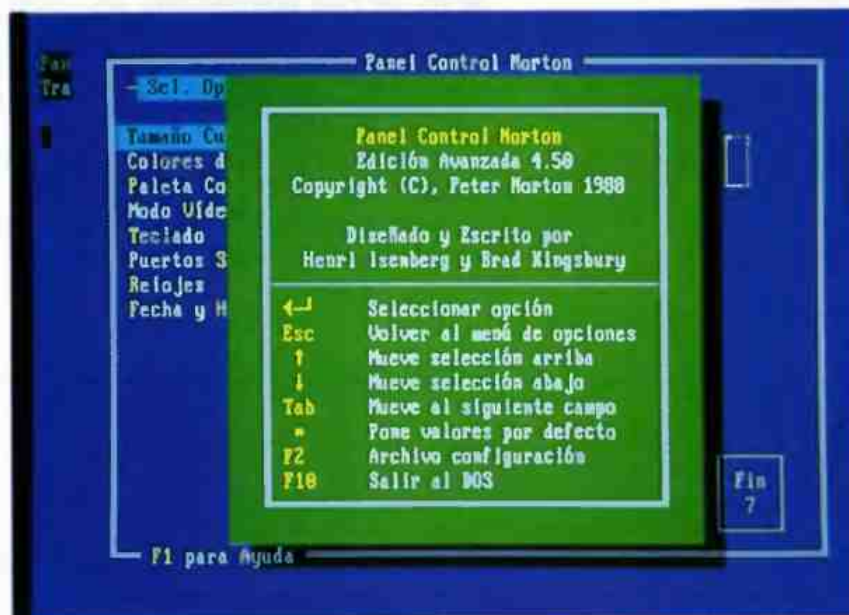 Panel Control Norton
Tra
Sel. Op
Tamaño Cu
Colores d
Paleta Co
Modo Víde
Teclado
Puertos S
Relojes
Fecha y H
Panel Control Norton
Edición Avanzada 4.50
Copyright (C), Peter Norton 1988
Diseñado y Escrito por
Henri Isenberg y Brad Kingsbury
←┘ Seleccionar opción
Esc Volver al menú de opciones
↑ Mueve selección arriba
↓ Mueve selección abajo
Tab Mueve al siguiente campo
Pone valores por defecto
F2 Archivo configuración
F10 Salir al DOS
Fin
7
F1 para Ayuda